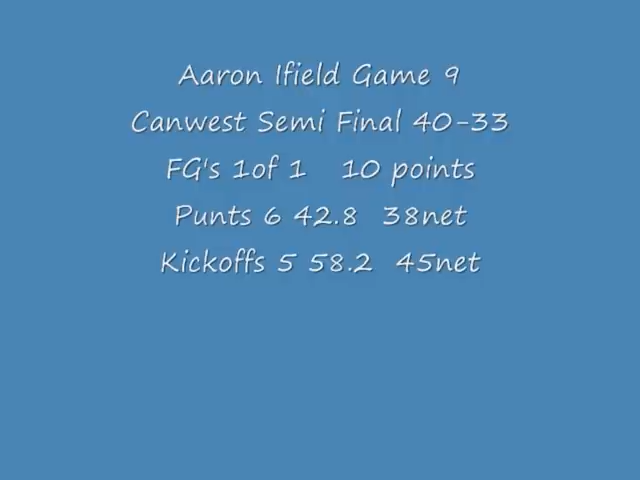 Aaron Ifield Game 9
Canwest Semi Final 40-33
FG's 1of 1 10 points
Punts 6 42.8 38net
Kickoffs 5 58.2 45net